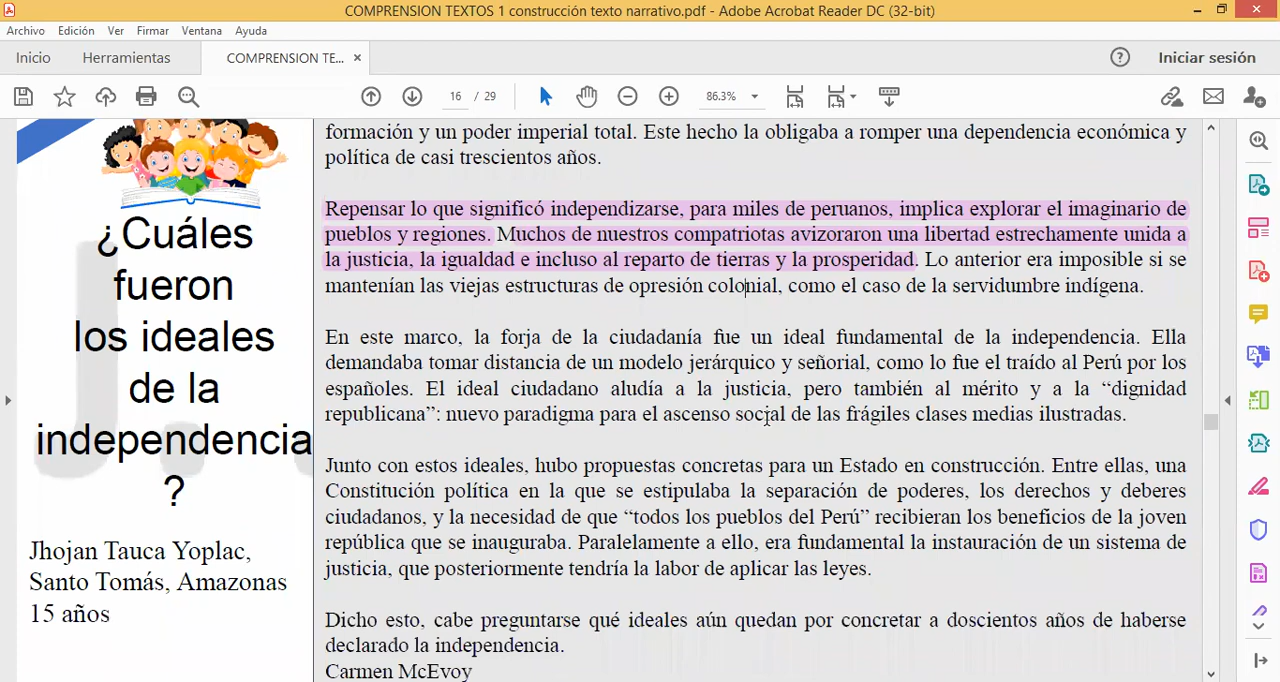 COMPRENSION TEXTOS 1 construcción texto narrativo.pdf - Adobe Acrobat Reader DC (32-bit)
Archivo Edición Ver Firmar Ventana Ayuda
Inicio Herramientas COMPRENSION TE... × Iniciar sesión
16 / 29 86.3%
¿Cuáles
fueron
los ideales
de la
independencia
?
Jhojan Tauca Yoplac,
Santo Tomás, Amazonas
15 años
formación y un poder imperial total. Este hecho la obligaba a romper una dependencia económica y
política de casi trescientos años.
Repensar lo que significó independizarse, para miles de peruanos, implica explorar el imaginario de
pueblos y regiones. Muchos de nuestros compatriotas avizoraron una libertad estrechamente unida a
la justicia, la igualdad e incluso al reparto de tierras y la prosperidad. Lo anterior era imposible si se
mantenían las viejas estructuras de opresión colonial, como el caso de la servidumbre indígena.
En este marco, la forja de la ciudadanía fue un ideal fundamental de la independencia. Ella
demandaba tomar distancia de un modelo jerárquico y señorial, como lo fue el traído al Perú por los
españoles. El ideal ciudadano aludía a la justicia, pero también al mérito y a la “dignidad
republicana”: nuevo paradigma para el ascenso social de las frágiles clases medias ilustradas.
Junto con estos ideales, hubo propuestas concretas para un Estado en construcción. Entre ellas, una
Constitución política en la que se estipulaba la separación de poderes, los derechos y deberes
ciudadanos, y la necesidad de que “todos los pueblos del Perú” recibieran los beneficios de la joven
república que se inauguraba. Paralelamente a ello, era fundamental la instauración de un sistema de
justicia, que posteriormente tendría la labor de aplicar las leyes.
Dicho esto, cabe preguntarse qué ideales aún quedan por concretar a doscientos años de haberse
declarado la independencia.
Carmen McEvoy